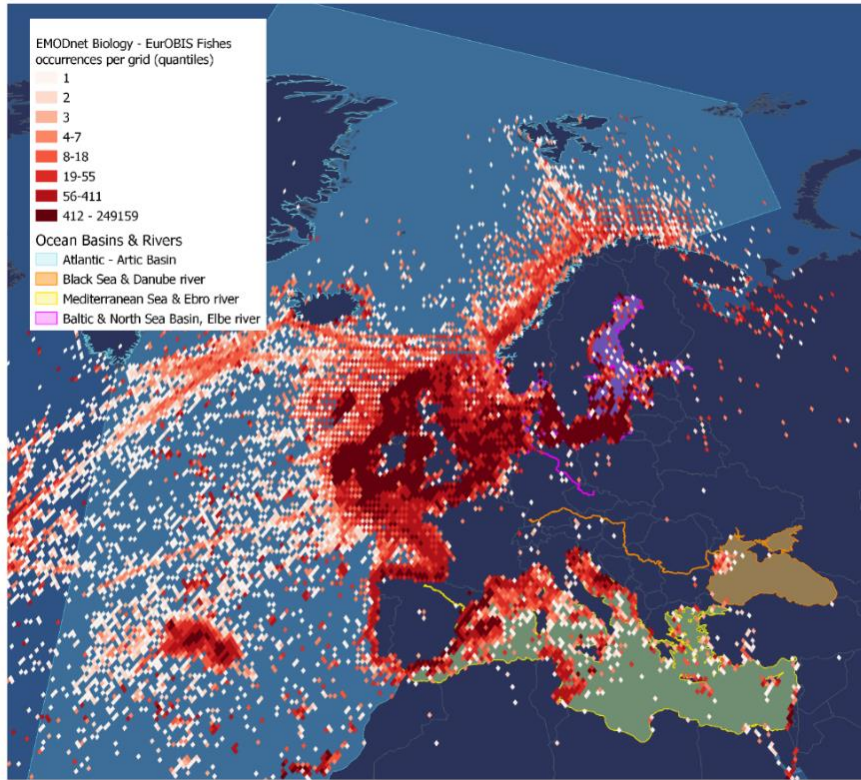 EMODnet Biology - EurOBIS Fishes
occurrences per grid (quantiles)
1
2
3
4-7
8-18
19-55
56-411
412 - 249159
Ocean Basins & Rivers
Atlantic - Artic Basin
Black Sea & Danube river
Mediterranean Sea & Ebro river
Baltic & North Sea Basin, Elbe river